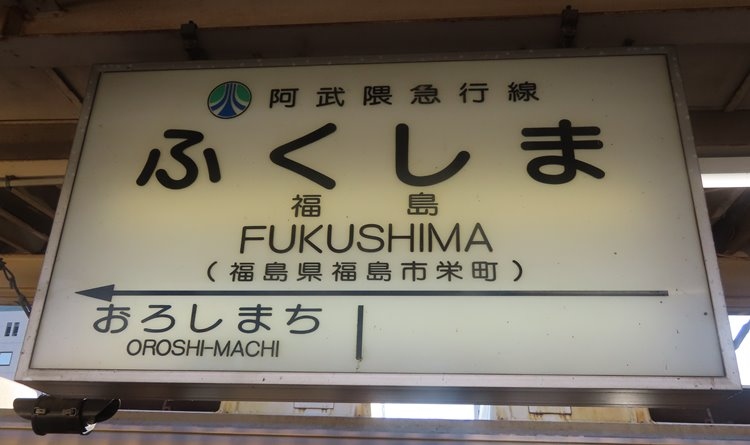 阿武隈急行線
ふくしま
福島
FUKUSHIMA
(福島県福島市栄町)
おろしまち
OROSHI-MACHI